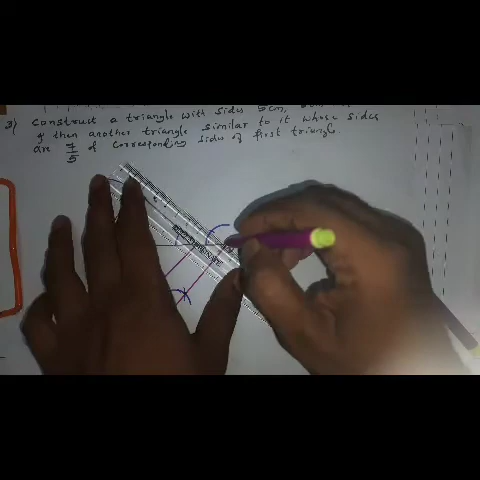 3) Construct a triangle with sides 5cm,
& then another triangle similar to it whose sides
are 7/5 of corresponding sides of first triangle.